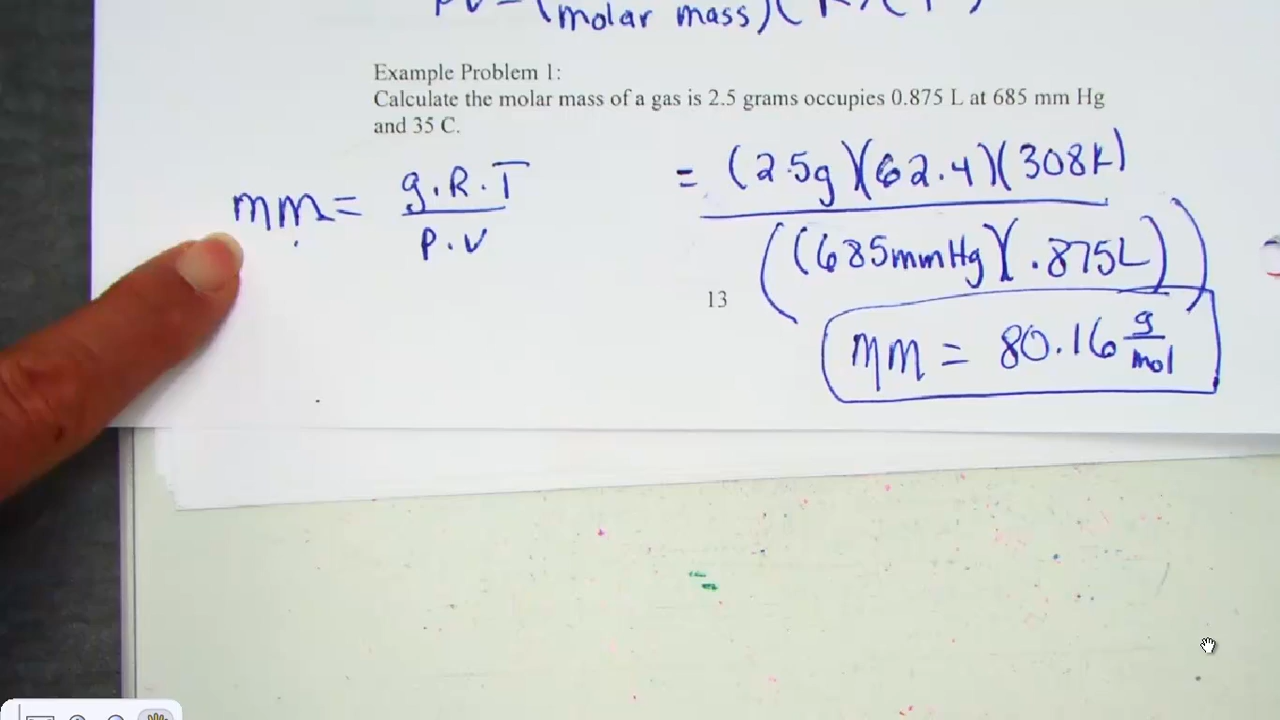 PV = (molar mass)(R)(T)
Example Problem 1:
Calculate the molar mass of a gas is 2.5 grams occupies 0.875 L at 685 mm Hg
and 35 C.
mm = g.R.T
P.V
= (2.5g)(62.4)(308K)
((685mmHg)(.875L))
13
mm = 80.16 g/mol